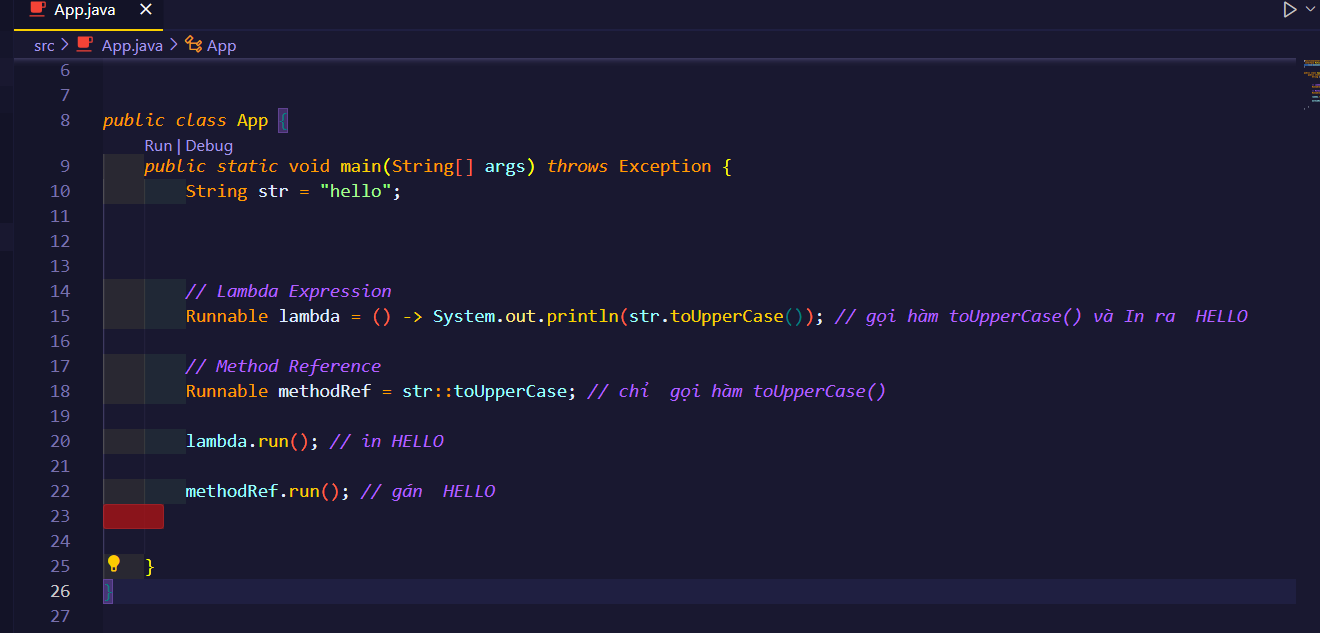 App.java
src App.java App
6
7
8 public class App {
Run | Debug
9 public static void main(String[] args) throws Exception {
10 String str = "hello";
11
12
13
14 // Lambda Expression
15 Runnable lambda = () -> System.out.println(str.toUpperCase()); // gọi hàm toUpperCase() và In ra  HELLO
16
17 // Method Reference
18 Runnable methodRef = str::toUpperCase; // chỉ  gọi hàm toUpperCase()
19
20 lambda.run(); // in HELLO
21
22 methodRef.run(); // gán  HELLO
23
24
25 }
26 }
27